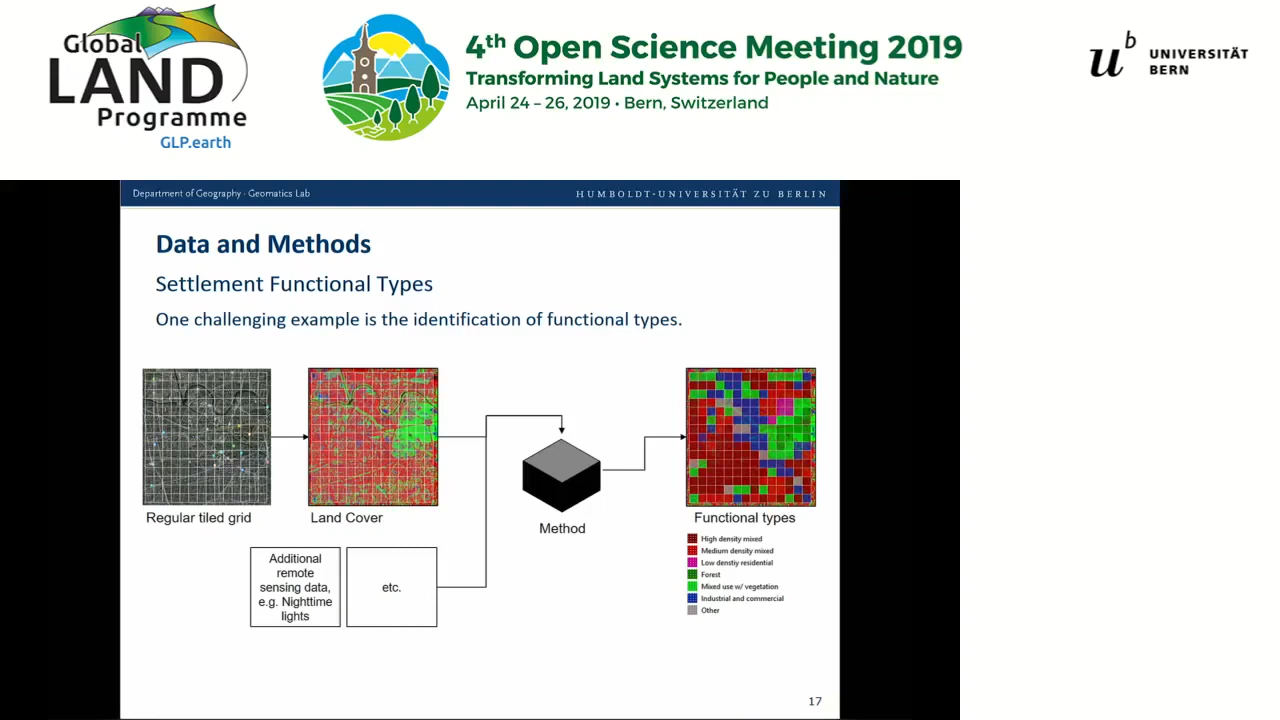 Global
LAND
Programme
GLP.earth
4th Open Science Meeting 2019
Transforming Land Systems for People and Nature
April 24 – 26, 2019 • Bern, Switzerland
u b
UNIVERSITÄT
BERN
Department of Geography · Geomatics Lab
HUMBOLDT-UNIVERSITÄT ZU BERLIN
Data and Methods
Settlement Functional Types
One challenging example is the identification of functional types.
Regular tiled grid
Land Cover
Method
Functional types
Additional
remote
sensing data,
e.g. Nighttime
lights
etc.
High density mixed
Medium density mixed
Low denstiy residential
Forest
Mixed use w/ vegetation
Industrial and commercial
Other
17